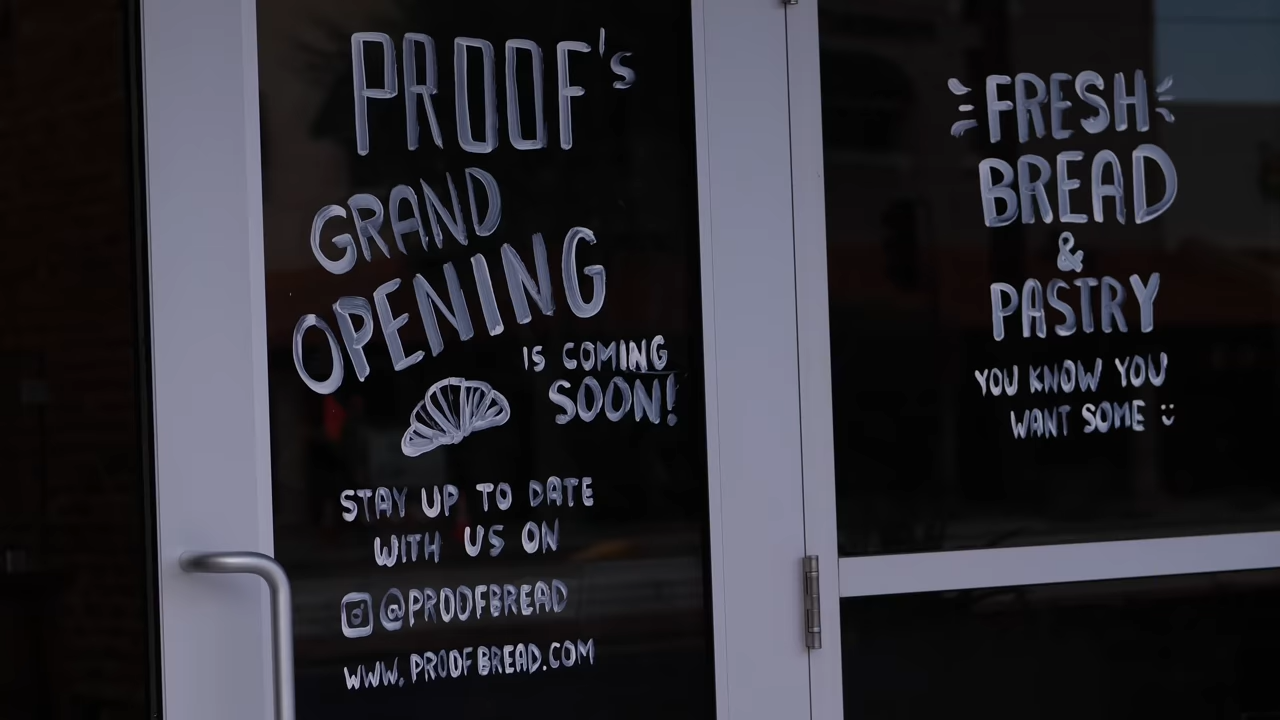 PROOF's
GRAND
OPENING
IS COMING
SOON!
STAY UP TO DATE
WITH US ON
@PROOFBREAD
WWW.PROOFBREAD.COM
FRESH
BREAD
&
PASTRY
YOU KNOW YOU
WANT SOME :)